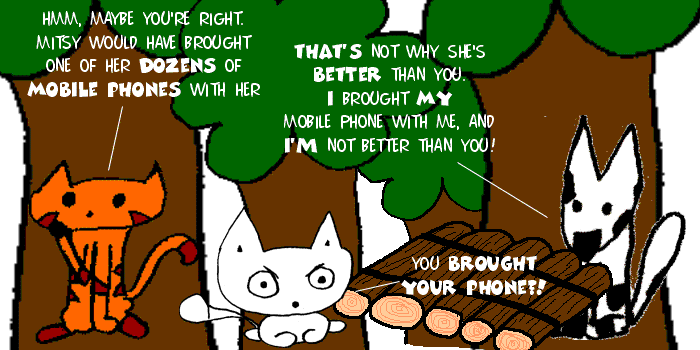 HMM, MAYBE YOU'RE RIGHT.
MITSY WOULD HAVE BROUGHT
ONE OF HER DOZENS OF
MOBILE PHONES WITH HER
THAT'S NOT WHY SHE'S
BETTER THAN YOU.
I BROUGHT MY
MOBILE PHONE WITH ME, AND
I'M NOT BETTER THAN YOU!
YOU BROUGHT
YOUR PHONE?!